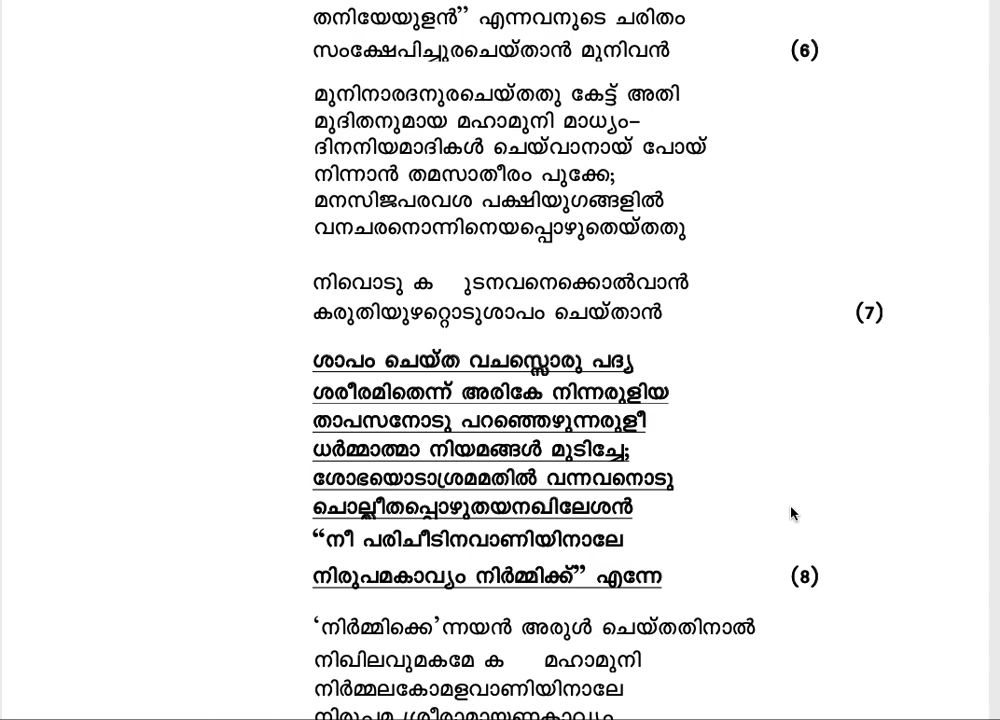 തനിയേയുളൻ” എന്നവനുടെ ചരിതം
സംക്ഷേപിച്ചുരചെയ്താൻ മുനിവൻ (6)
മുനിനാരദനുരചെയ്തതു കേട്ട് അതി
മുദിതനുമായ മഹാമുനി മാധ്യം–
ദിനനിയമാദികൾ ചെയ്‌വാനായ് പോയ്
നിന്നാൻ തമസാതീരം പുക്കേ;
മനസിജപരവശ പക്ഷിയുഗങ്ങളിൽ
വനചരനൊന്നിനെയപ്പൊഴുതെയ്തതു
നിവൊടു ക ുടനവനെക്കൊൽവാൻ
കരുതിയുഴറ്റൊടുശാപം ചെയ്താൻ (7)
ശാപം ചെയ്ത വചസ്സൊരു പദ്യ
ശരീരമിതെന്ന് അരികേ നിന്നരുളിയ
താപസനോടു പറഞ്ഞെഴുന്നരുളീ
ധർമ്മാത്മാ നിയമങ്ങൾ മുടിച്ചേ;
ശോഭയൊടാശ്രമമതിൽ വന്നവനൊടു
ചൊല്ലീതപ്പൊഴുതയനഖിലേശൻ
“നീ പരിചീടിനവാണിയിനാലേ
നിരുപമകാവ്യം നിർമ്മിക്ക്” എന്നേ (8)
‘നിർമ്മിക്കെ’ന്നയൻ അരുൾ ചെയ്തതിനാൽ
നിഖിലവുമകമേ ക മഹാമുനി
നിർമ്മലകോമളവാണിയിനാലേ
നിരുപമ ശ്രീരാമായണകാവ്യം